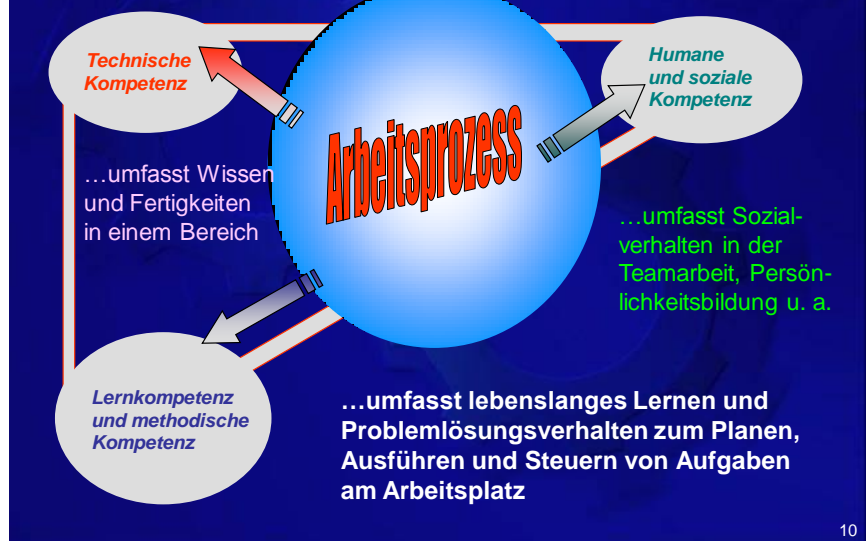 Technische
Kompetenz
Humane
und soziale
Kompetenz
Arbeitsprozess
…umfasst Wissen
und Fertigkeiten
in einem Bereich
…umfasst Sozial-
verhalten in der
Teamarbeit, Persön-
lichkeitsbildung u. a.
Lernkompetenz
und methodische
Kompetenz
…umfasst lebenslanges Lernen und
Problemlösungsverhalten zum Planen,
Ausführen und Steuern von Aufgaben
am Arbeitsplatz
10